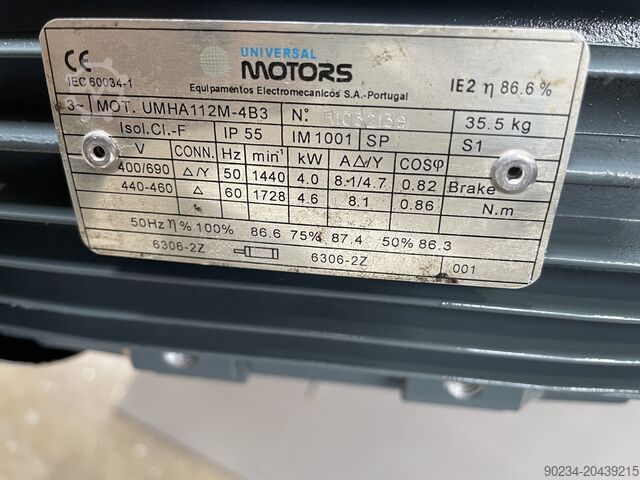 CE UNIVERSAL
MOTORS
IEC 60034-1 Equipamentos Electromecanicos S.A.-Portugal IE2 η 86.6 %
3~ MOT. UMHA112M-4B3 N:
35.5 kg
Isol.Cl.-F IP 55 IM 1001 SP S1
V CONN. Hz min⁻¹ kW A Δ/Y COSφ
400/690 Δ/Y 50 1440 4.0 8.1/4.7 0.82 Brake
440-460 Δ 60 1728 4.6 8.1 0.86 N.m
50Hz η % 100% 86.6 75% 87.4 50% 86.3
6306-2Z 6306-2Z 001
90234-20439215